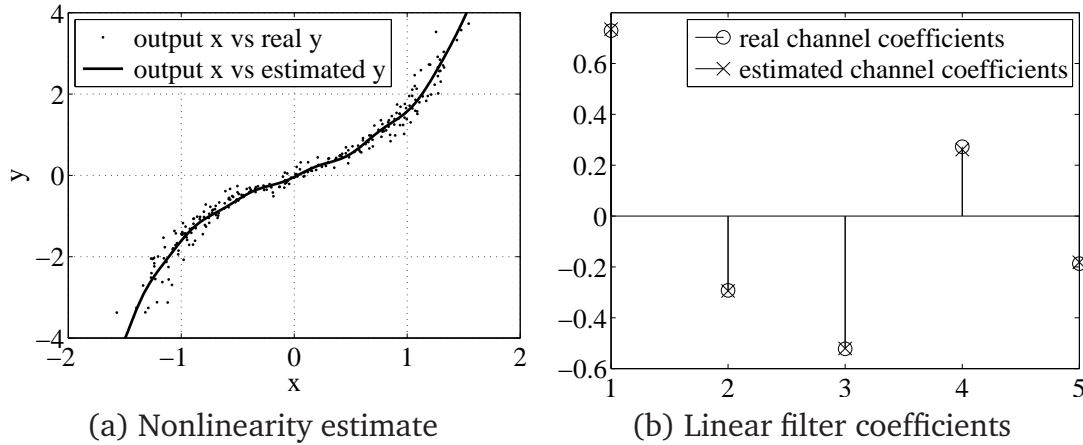 4
2
0
−2
−4
y
output x vs real y
output x vs estimated y
−2
−1
0
1
2
x
(a) Nonlinearity estimate
0.6
0.4
0.2
0
−0.2
−0.4
−0.6
real channel coefficients
estimated channel coefficients
1
2
3
4
5
(b) Linear filter coefficients